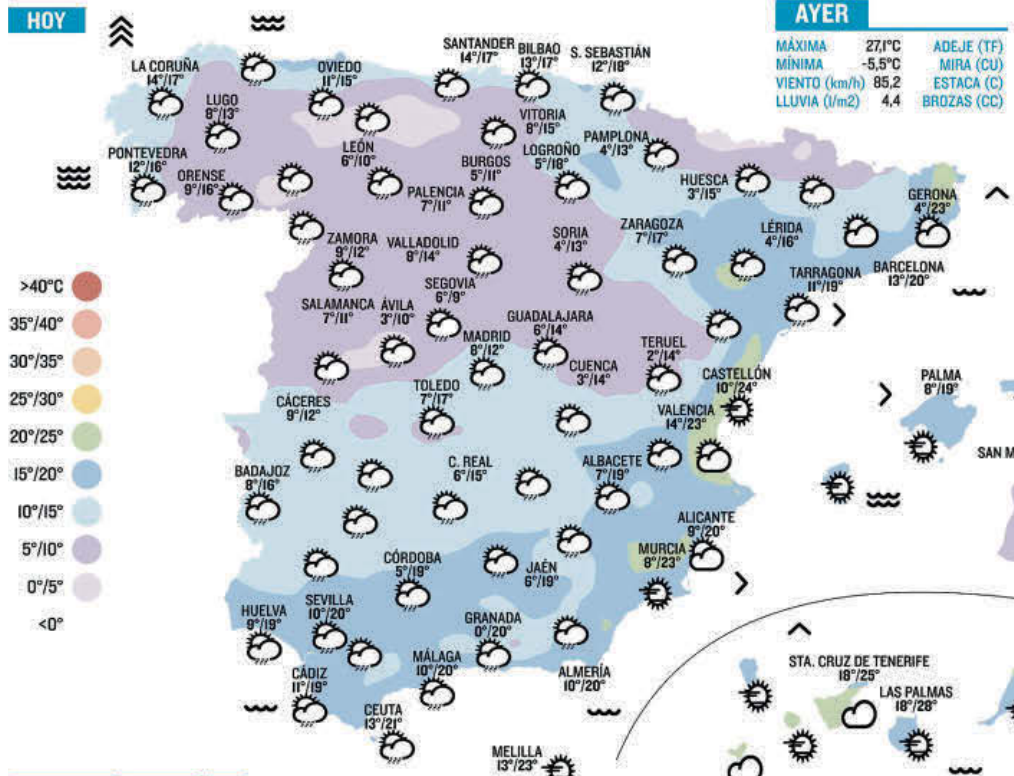 HOY
AYER
MÁXIMA 27,1°C ADEJE (TF)
MÍNIMA -5,5°C MIRA (CU)
VIENTO (km/h) 85,2 ESTACA (C)
LLUVIA (l/m2) 4,4 BROZAS (CC)
LA CORUÑA
14°/17°
LUGO
8°/13°
OVIEDO
11°/15°
SANTANDER
14°/17°
BILBAO
13°/17°
S. SEBASTIÁN
12°/18°
PONTEVEDRA
12°/16°
ORENSE
9°/16°
LEÓN
6°/10°
VITORIA
8°/15°
BURGOS
5°/11°
LOGROÑO
5°/18°
PAMPLONA
4°/13°
PALENCIA
7°/11°
HUESCA
3°/15°
GERONA
4°/23°
ZAMORA
9°/12°
VALLADOLID
8°/14°
SORIA
4°/13°
ZARAGOZA
7°/17°
LÉRIDA
4°/16°
TARRAGONA
11°/19°
BARCELONA
13°/20°
SEGOVIA
6°/9°
SALAMANCA
7°/11°
ÁVILA
3°/10°
MADRID
8°/12°
GUADALAJARA
6°/14°
CUENCA
3°/14°
TERUEL
2°/14°
CASTELLÓN
10°/24°
PALMA
8°/19°
CÁCERES
9°/12°
TOLEDO
7°/17°
VALENCIA
14°/23°
SAN M
BADAJOZ
8°/16°
C. REAL
6°/15°
ALBACETE
7°/19°
ALICANTE
9°/20°
MURCIA
8°/23°
CÓRDOBA
5°/19°
JAÉN
6°/19°
HUELVA
9°/19°
SEVILLA
10°/20°
GRANADA
0°/20°
MÁLAGA
10°/20°
ALMERÍA
10°/20°
CÁDIZ
11°/19°
CEUTA
13°/21°
MELILLA
13°/23°
STA. CRUZ DE TENERIFE
18°/25°
LAS PALMAS
18°/28°
>40°C
35°/40°
30°/35°
25°/30°
20°/25°
15°/20°
10°/15°
5°/10°
0°/5°
<0°